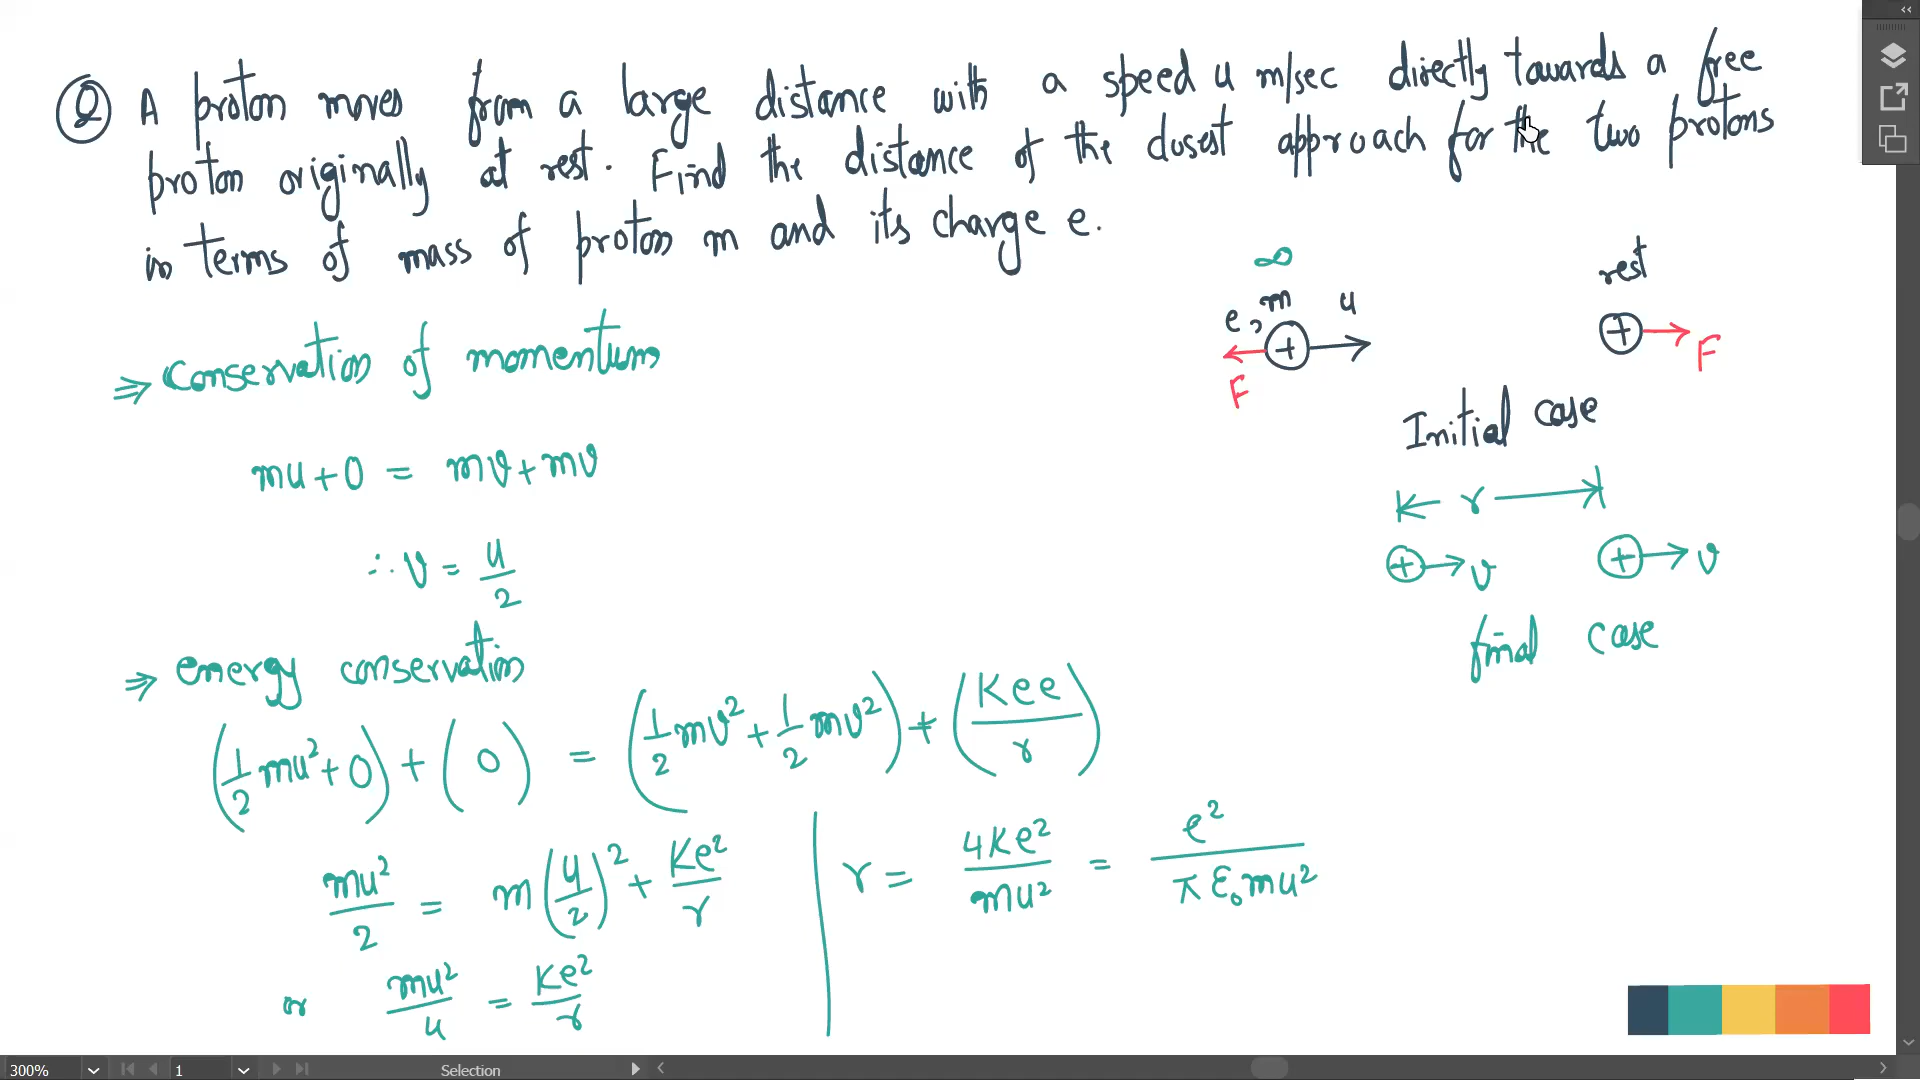 Q A proton moves from a large distance with a speed u m/sec directly towards a free
proton originally at rest. Find the distance of the closest approach for the two protons
in terms of mass of proton m and its charge e.
∞
rest
e, m
u
+
+
F
F
Initial case
⇒ Conservation of momentum
mu + 0 = mv + mv
r
∴ v = u/2
+ v
+ v
final case
⇒ energy conservation
(1/2 mu² + 0) + (0) = (1/2 mv² + 1/2 mv²) + (Kee/r)
mu²/2 = m(u/2)² + Ke²/r
r = 4Ke²/mu² = e²/πε₀mu²
or mu²/4 = Ke²/r
300%
1
Selection